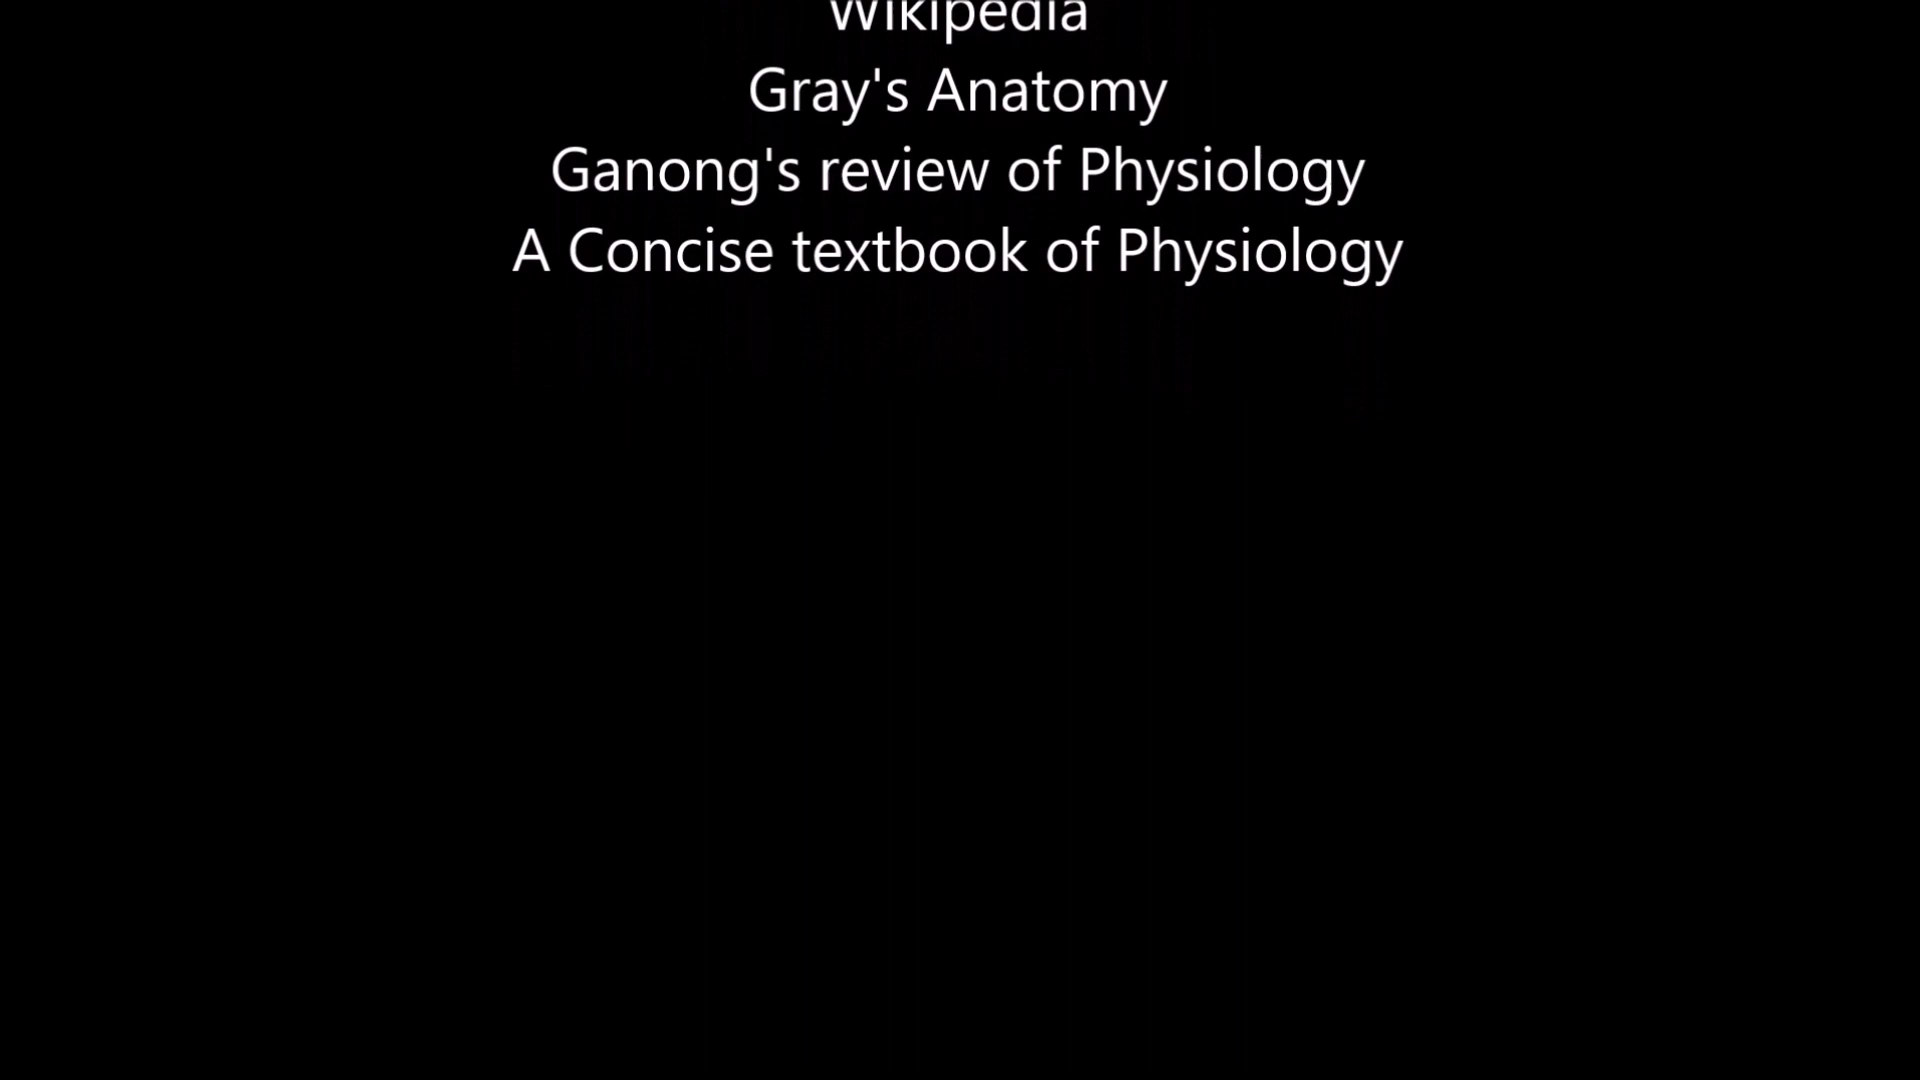 Wikipedia
Gray's Anatomy
Ganong's review of Physiology
A Concise textbook of Physiology